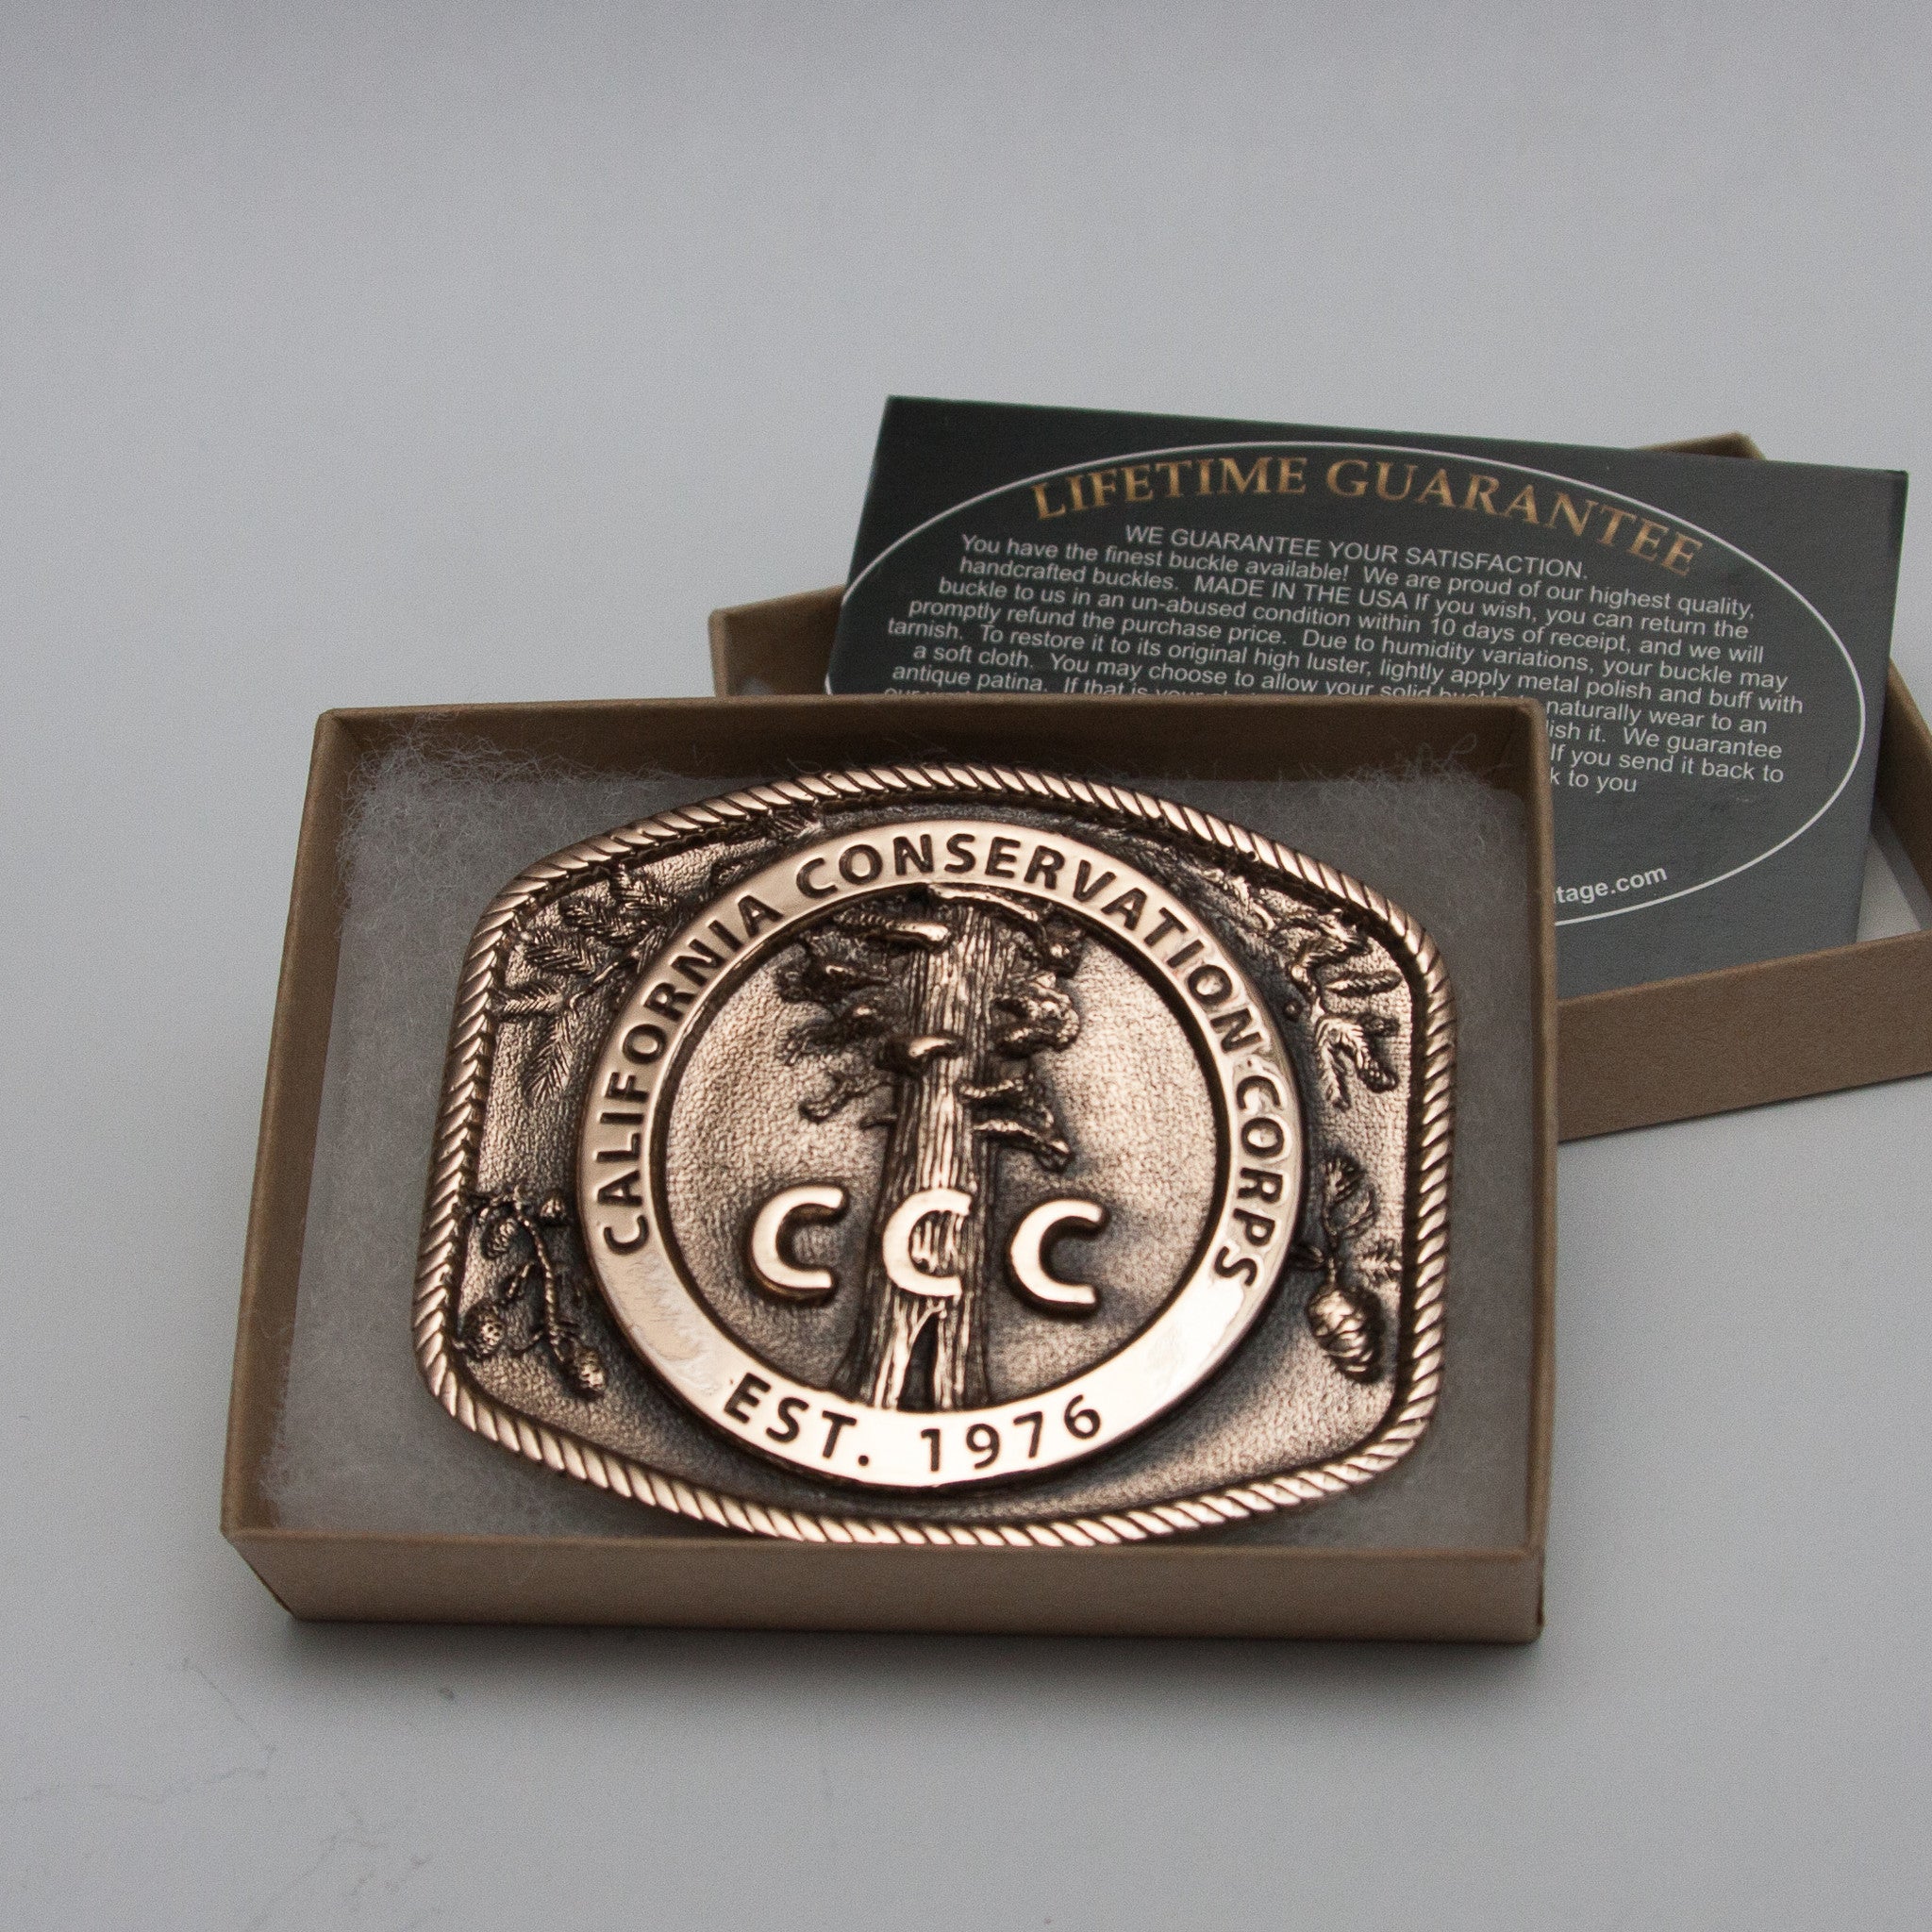 LIFETIME GUARANTEE
WE GUARANTEE YOUR SATISFACTION.
You have the finest buckle available! We are proud of our highest quality,
handcrafted buckles. MADE IN THE USA If you wish, you can return the
buckle to us in an un-abused condition within 10 days of receipt, and we will
promptly refund the purchase price. Due to humidity variations, your buckle may
tarnish. To restore it to its original high luster, lightly apply metal polish and buff with
a soft cloth. You may choose to allow your solid naturally wear to an
antique patina. If that is lish it. We guarantee
If you send it back to
k to you
tage.com
CALIFORNIA CONSERVATION CORPS
C C C
EST. 1976